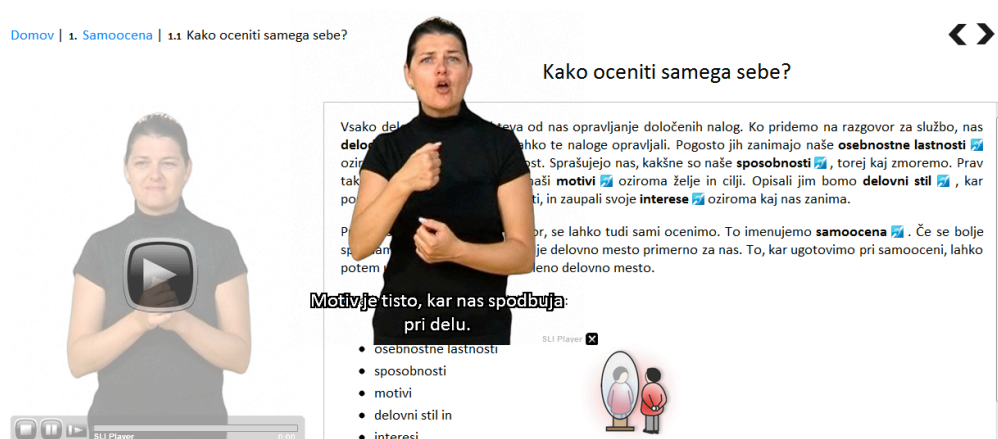 Domov | 1. Samoocena | 1.1 Kako oceniti samega sebe?
Kako oceniti samega sebe?
Vsako od nas opravljanje določenih nalog. Ko pridemo na razgovor za službo, nas
lahko te naloge opravljali. Pogosto jih zanimajo naše osebnostne lastnosti
Sprašujejo nas, kakšne so naše sposobnosti , torej kaj zmoremo. Prav
motivi oziroma želje in cilji. Opisali jim bomo delovni stil , kar
in zaupali svoje interese oziroma kaj nas zanima.
se lahko tudi sami ocenimo. To imenujemo samoocena . Če se bolje
je delovno mesto primerno za nas. To, kar ugotovimo pri samooceni, lahko
potem delovno mesto.
Motiv je tisto, kar nas spodbuja
pri delu.
SLI Player
osebnostne lastnosti
sposobnosti
motivi
delovni stil in
interesi
SLI Player 0:00